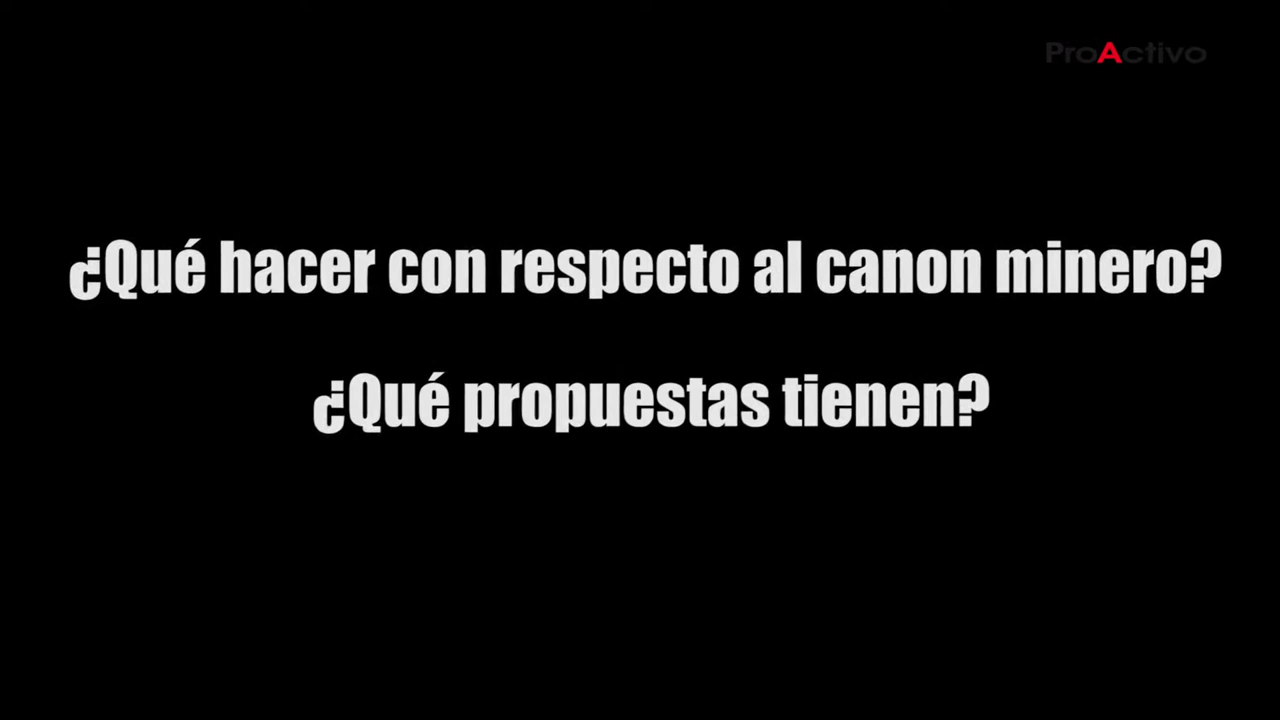 ProActivo
¿Qué hacer con respecto al canon minero?
¿Qué propuestas tienen?